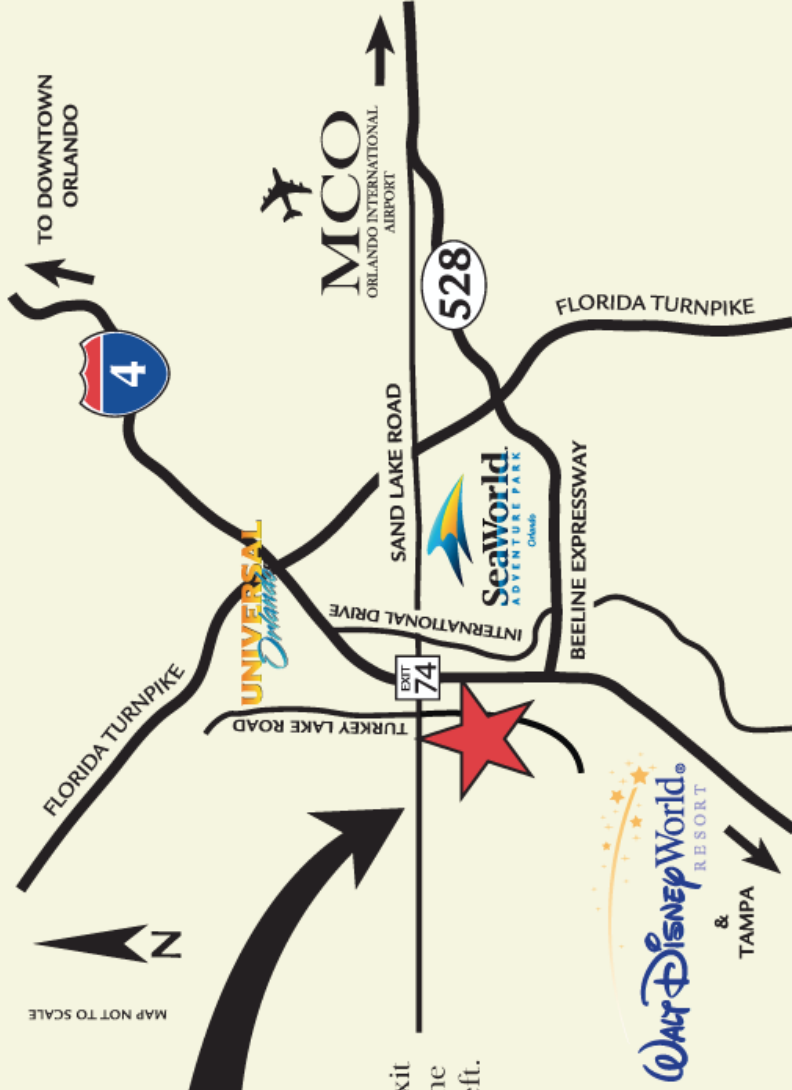 TO DOWNTOWN
ORLANDO
4
MCO
ORLANDO INTERNATIONAL
AIRPORT
528
FLORIDA TURNPIKE
SAND LAKE ROAD
UNIVERSAL
Orlando
SeaWorld
ADVENTURE PARK
Orlando
INTERNATIONAL DRIVE
BEELINE EXPRESSWAY
FLORIDA TURNPIKE
EXIT
74
TURKEY LAKE ROAD
WALT DISNEY World®
RESORT
&
TAMPA
N
MAP NOT TO SCALE